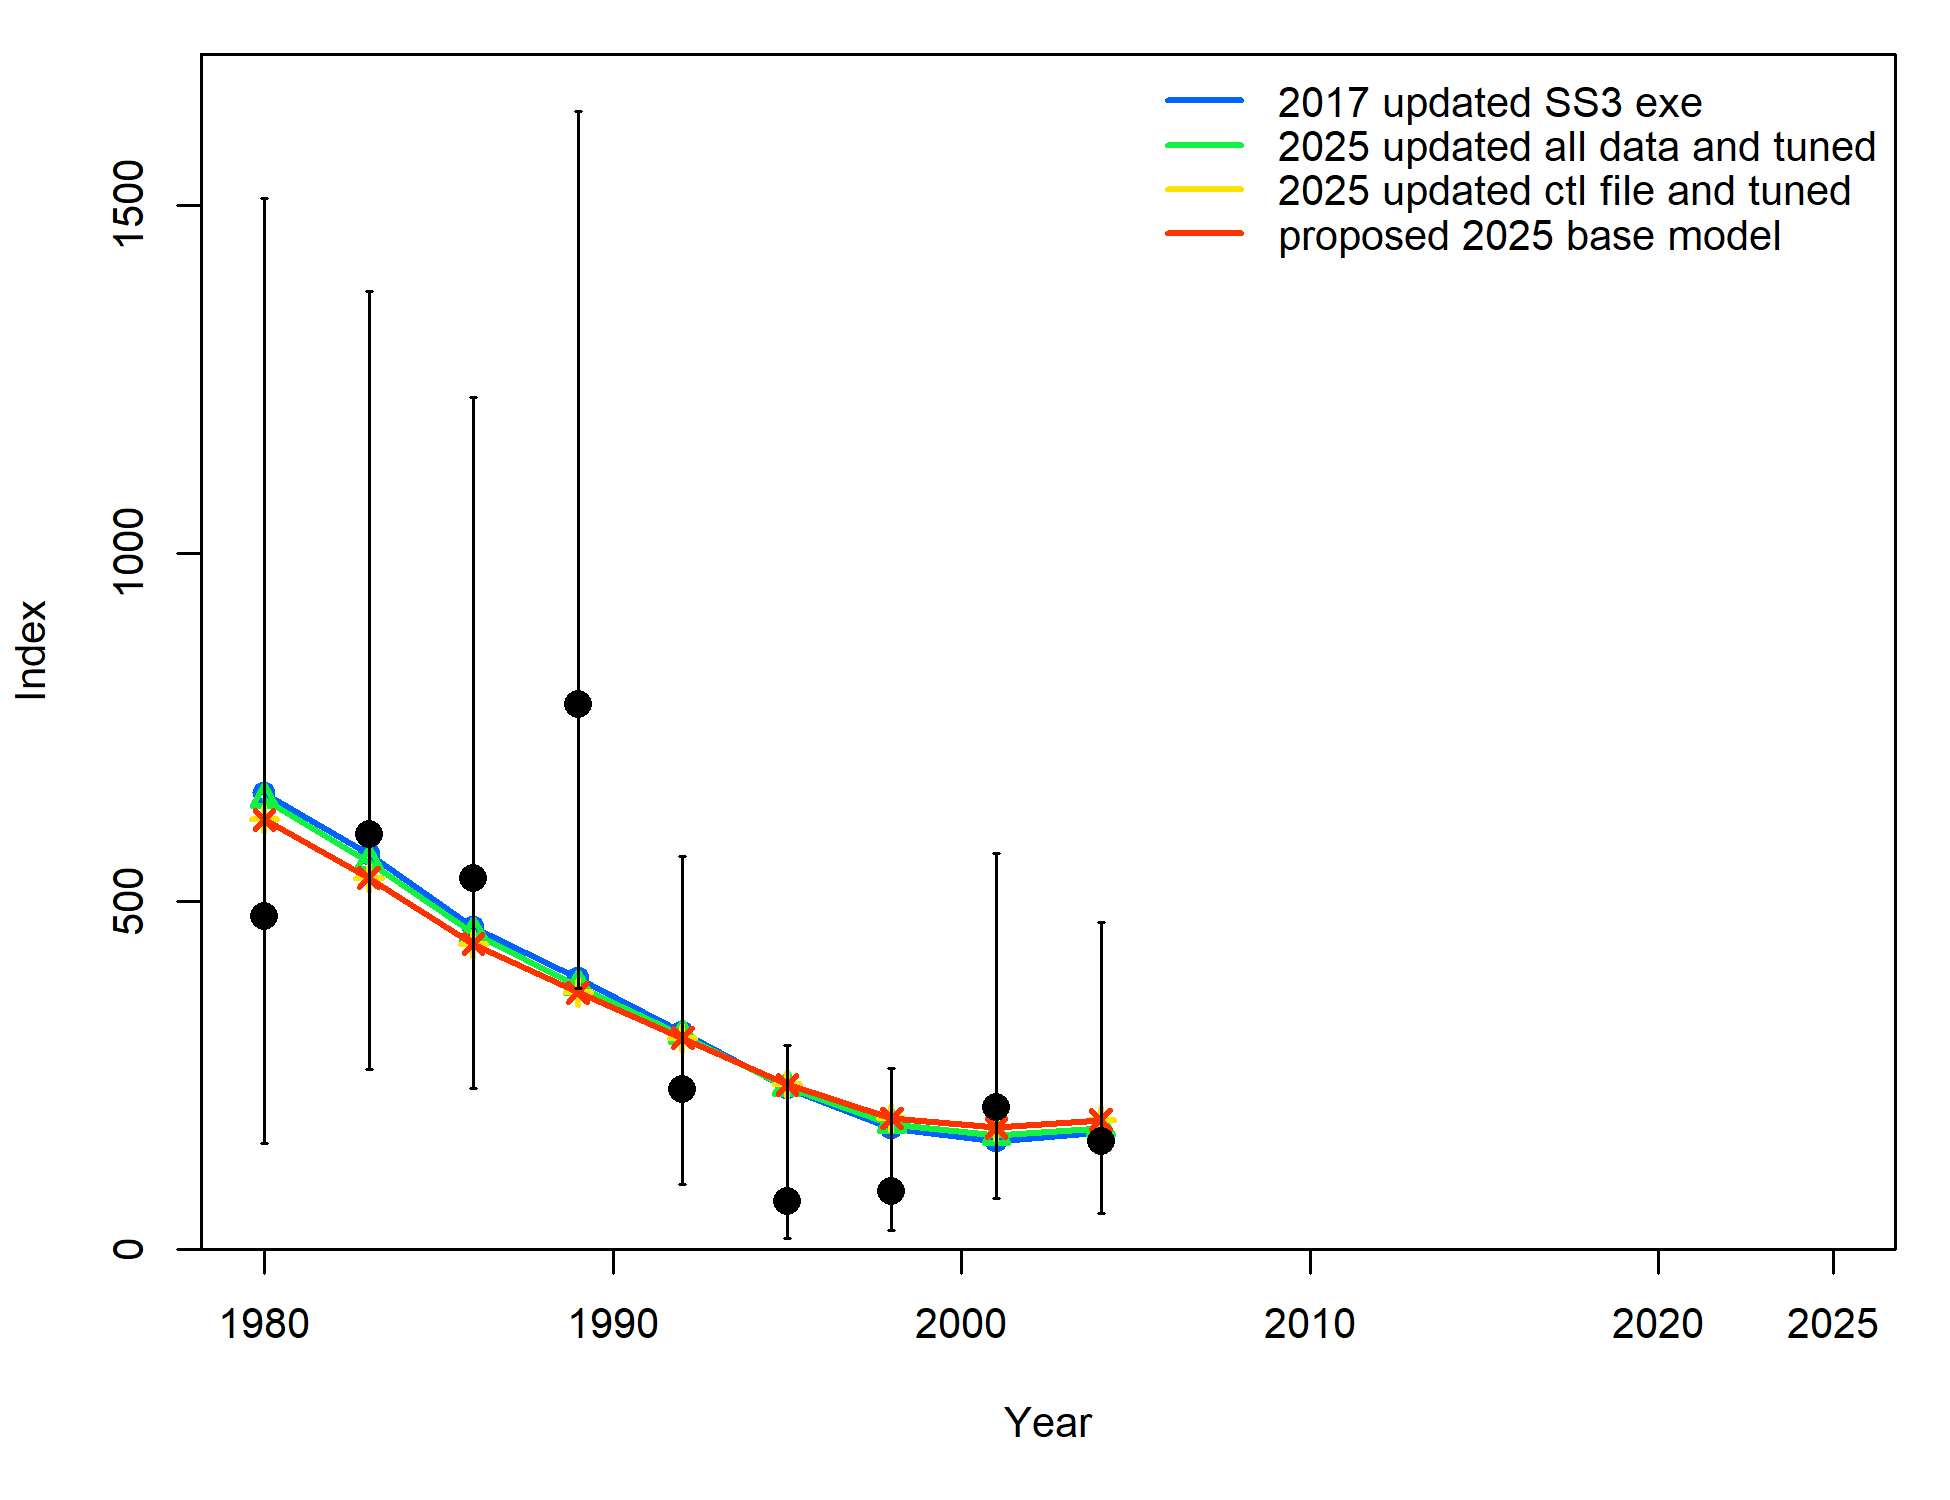 2017 updated SS3 exe
2025 updated all data and tuned
2025 updated ctl file and tuned
proposed 2025 base model
1500
1000
500
0
Index
1980 1990 2000 2010 2020 2025
Year